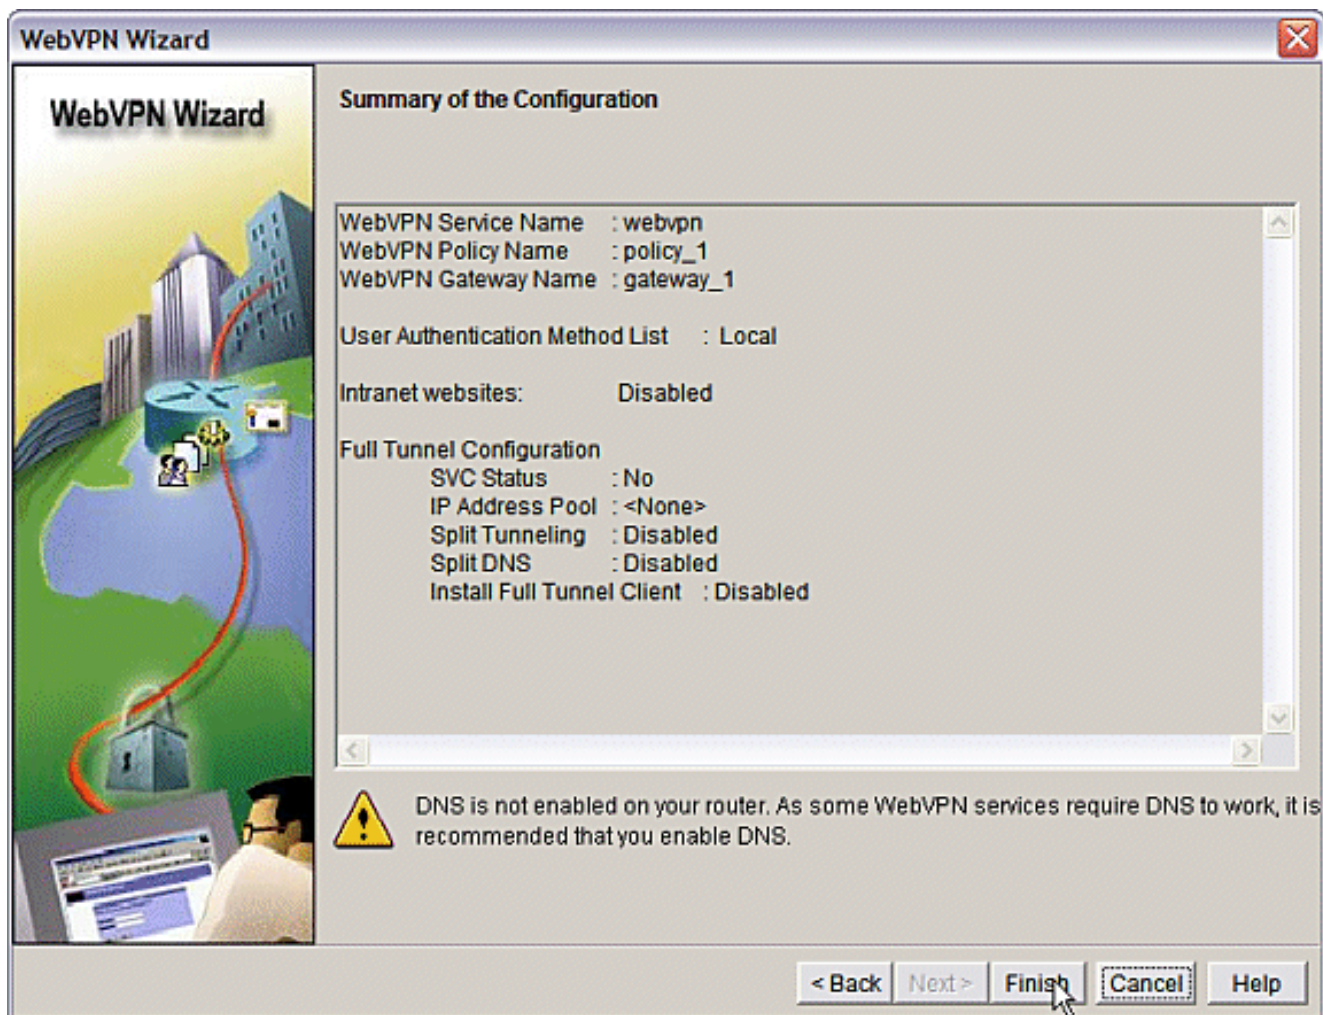 WebVPN Wizard
WebVPN Wizard
Summary of the Configuration
WebVPN Service Name : webvpn
WebVPN Policy Name : policy_1
WebVPN Gateway Name : gateway_1
User Authentication Method List : Local
Intranet websites: Disabled
Full Tunnel Configuration
SVC Status : No
IP Address Pool : <None>
Split Tunneling : Disabled
Split DNS : Disabled
Install Full Tunnel Client : Disabled
DNS is not enabled on your router. As some WebVPN services require DNS to work, it is
recommended that you enable DNS.
< Back Next > Finish Cancel Help